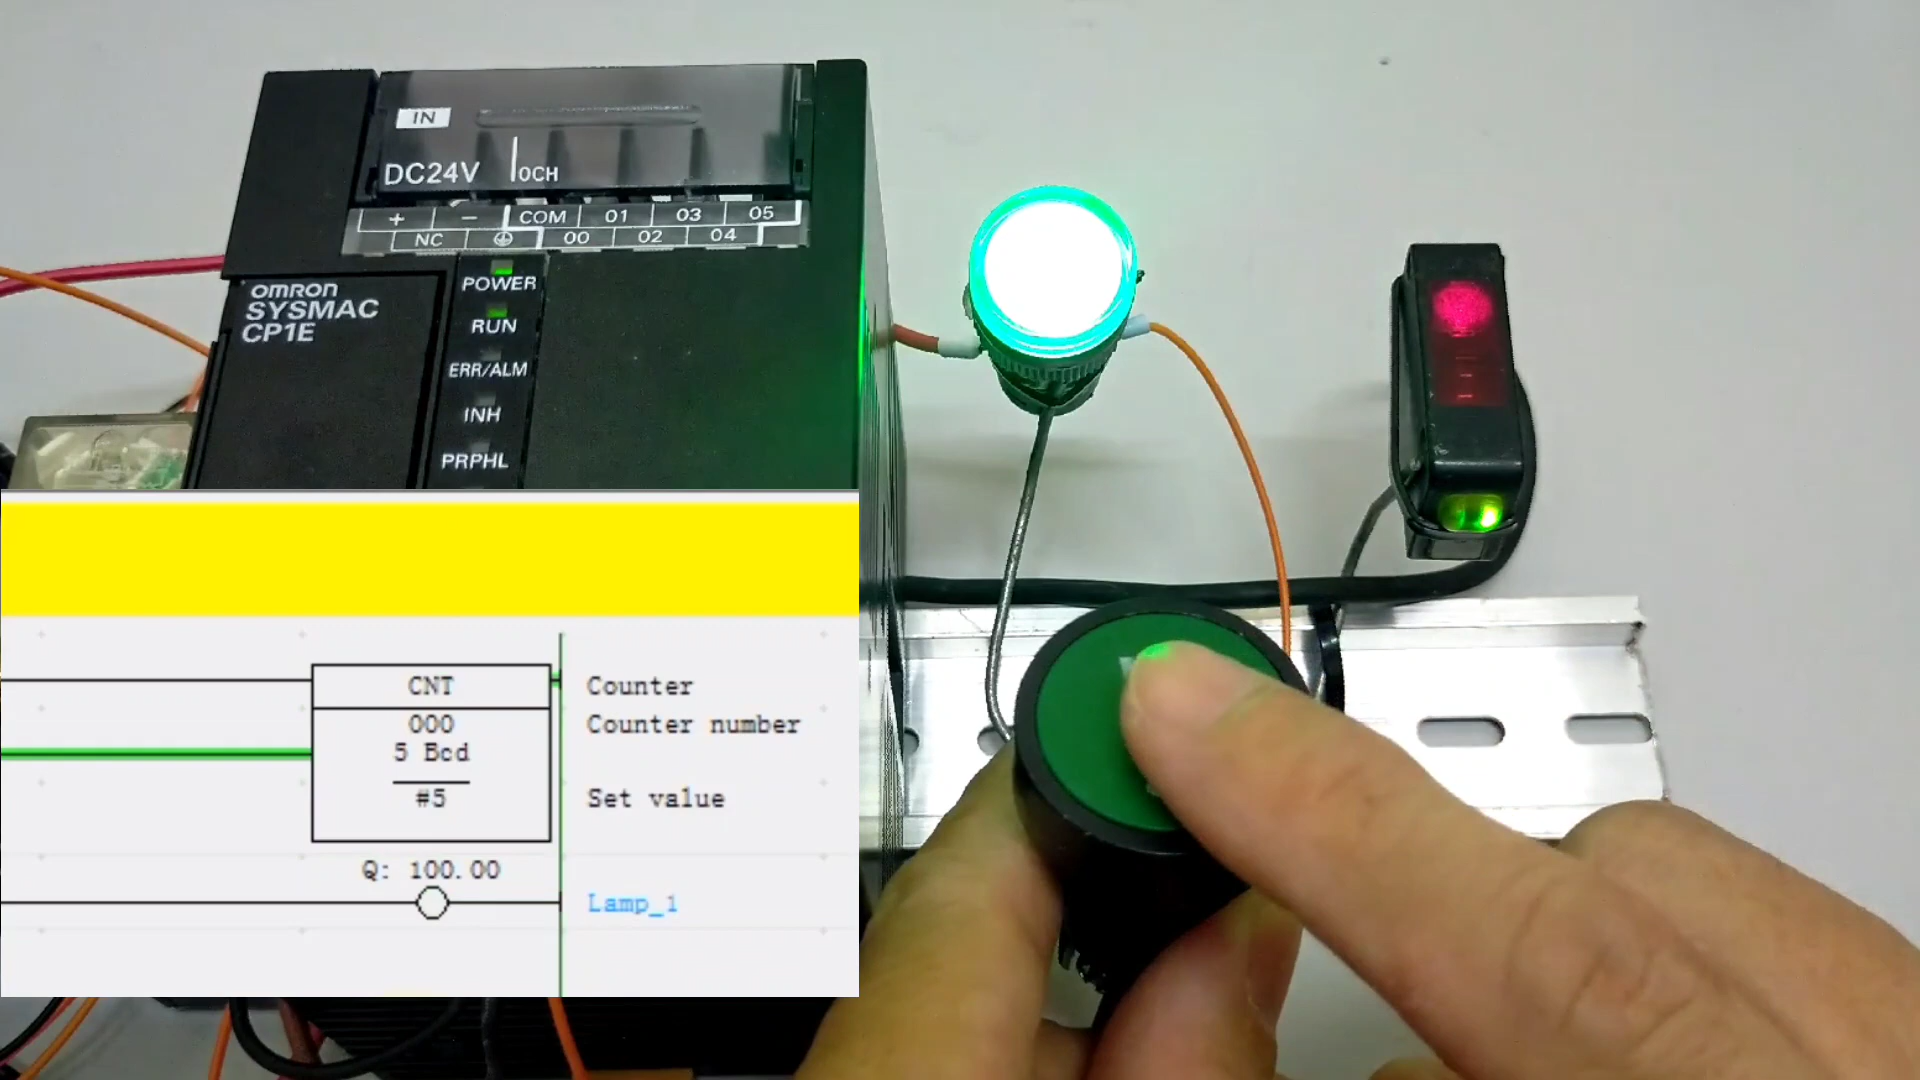 IN
DC24V
0CH
+ − COM 01 03 05
NC 00 02 04
POWER
omron
SYSMAC
CP1E
RUN
ERR/ALM
INH
PRPHL
CNT Counter
000 Counter number
5 Bcd
#5 Set value
Q: 100.00
Lamp_1